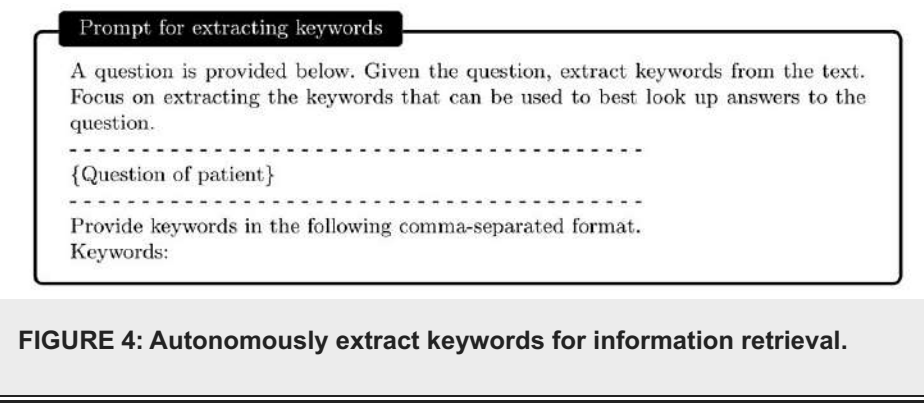 Prompt for extracting keywords
A question is provided below. Given the question, extract keywords from the text.
Focus on extracting the keywords that can be used to best look up answers to the
question.
- - - - - - - - - - - - - - - - - - - - - - - - - - - - - - - - - - - - - - - -
{Question of patient}
- - - - - - - - - - - - - - - - - - - - - - - - - - - - - - - - - - - - - - - -
Provide keywords in the following comma-separated format.
Keywords:
FIGURE 4: Autonomously extract keywords for information retrieval.